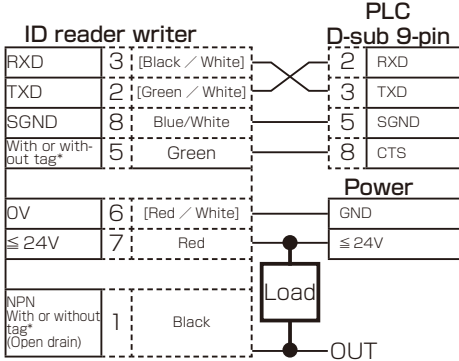 PLC
ID reader writer D-sub 9-pin
RXD 3 [Black / White] 2 RXD
TXD 2 [Green / White] 3 TXD
SGND 8 Blue/White 5 SGND
With or with-
out tag* 5 Green 8 CTS
Power
0V 6 [Red / White] GND
≦ 24V 7 Red ≦ 24V
Load
NPN
With or without
tag*
(Open drain) 1 Black
OUT